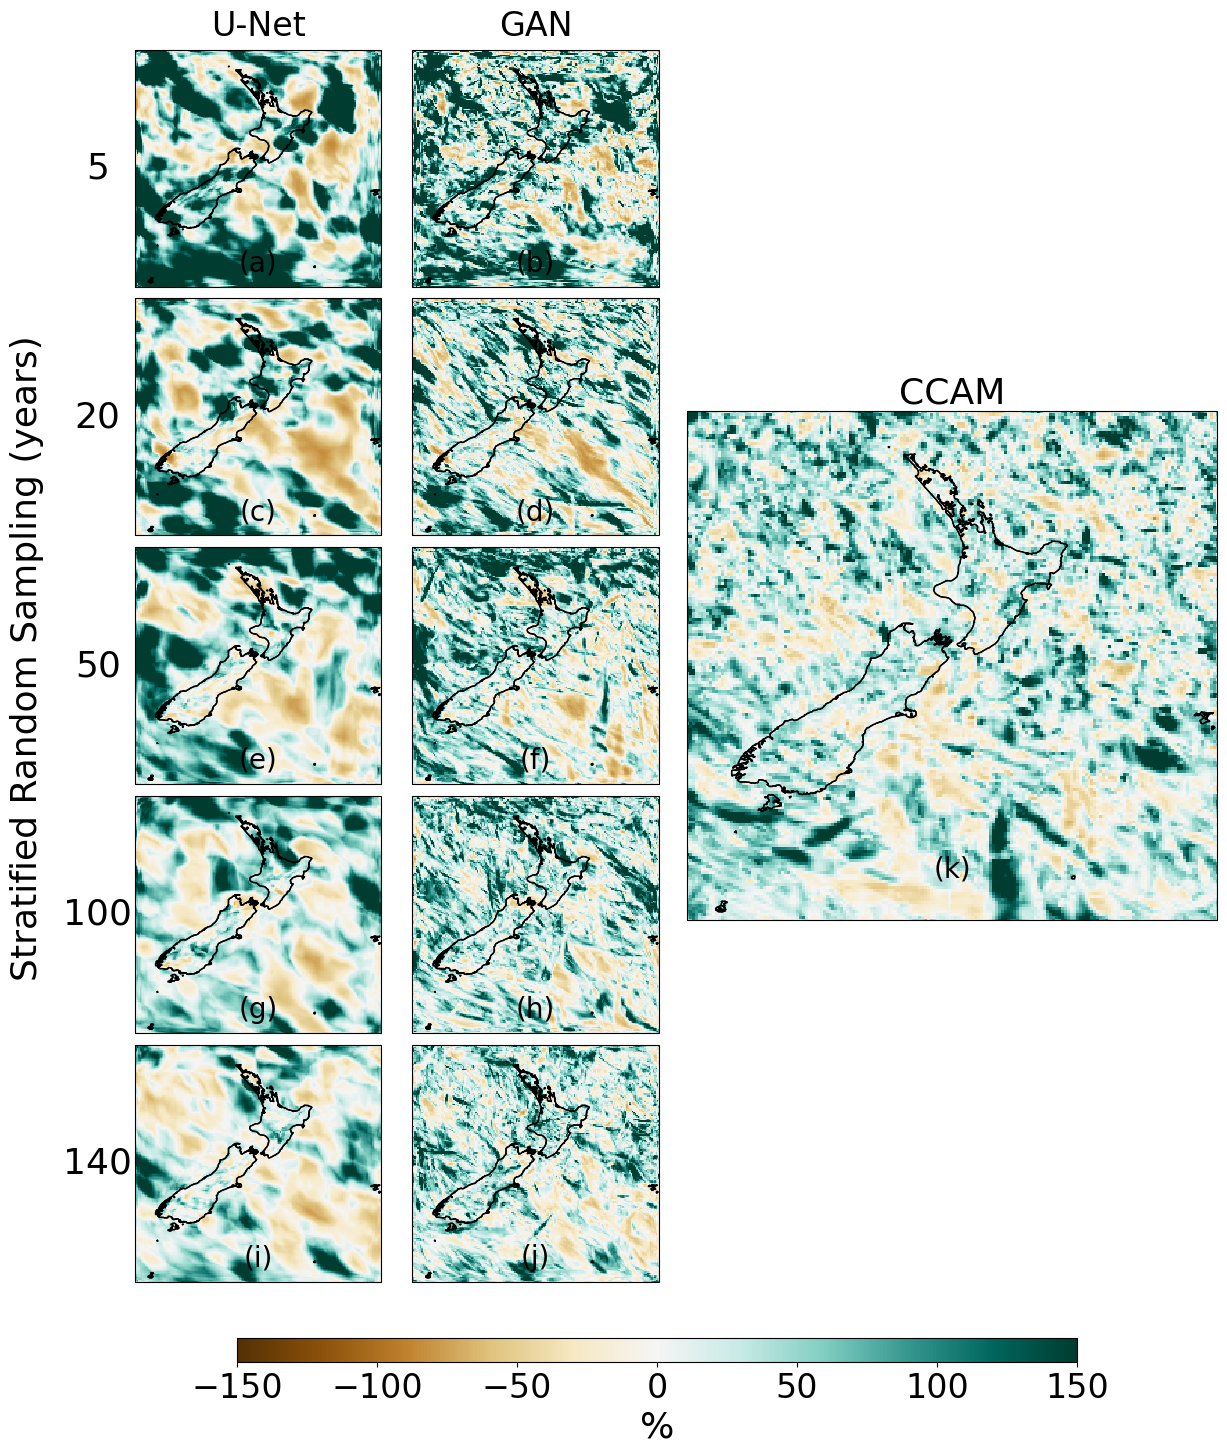 U-Net GAN
5
(a) (b)
Stratified Random Sampling (years)
20
(c) (d)
CCAM
50
(e) (f)
(k)
100
(g) (h)
140
(i) (j)
−150 −100 −50 0 50 100 150
%